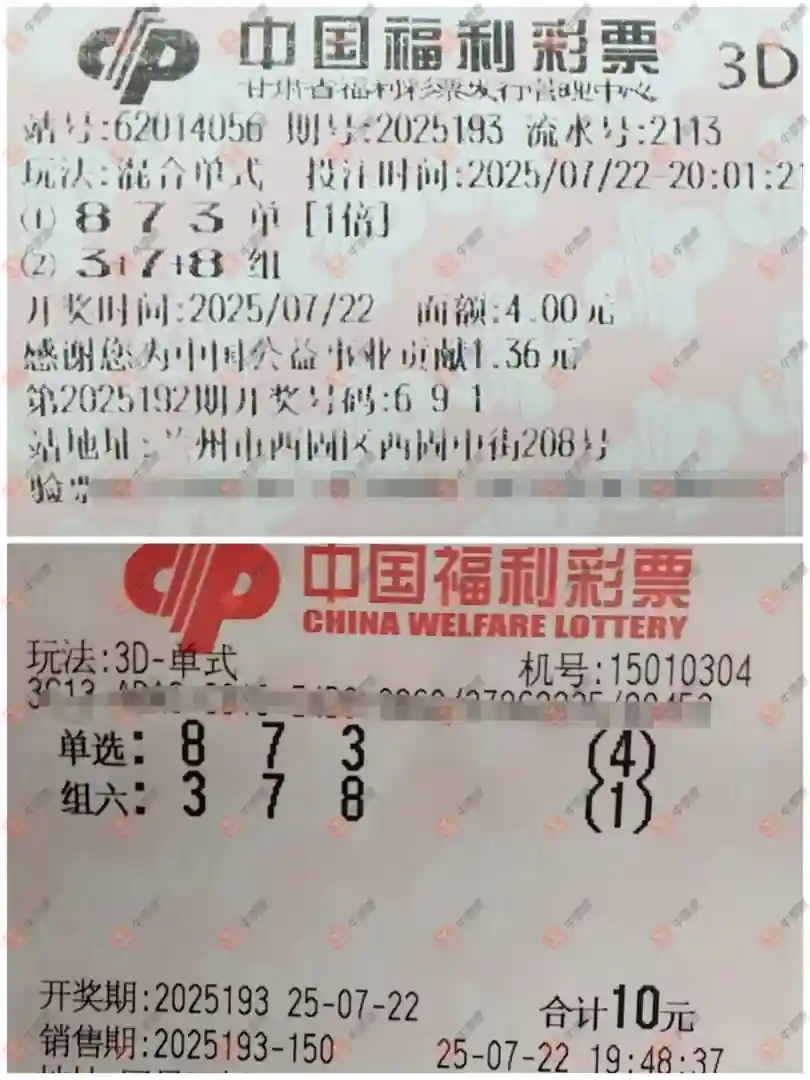 中国福利彩票 3D
甘肃省福利彩票发行管理中心
站号:62014056 期号:2025193 流水号:2113
玩法:混合单式 投注时间:2025/07/22-20:01:21
① 8 7 3 单 [1倍]
② 3+7+8 组
开奖时间:2025/07/22 面额:4.00元
感谢您为中国公益事业贡献1.36元
第2025192期开奖号码:6 9 1
站地址:兰州市西固区西固中街208号
验票
中国福利彩票
CHINA WELFARE LOTTERY
玩法:3D-单式 机号:15010304
单选: 8 7 3 (4)
组六: 3 7 8 (1)
开奖期:2025193 25-07-22 合计10元
销售期:2025193-150 25-07-22 19:48:37